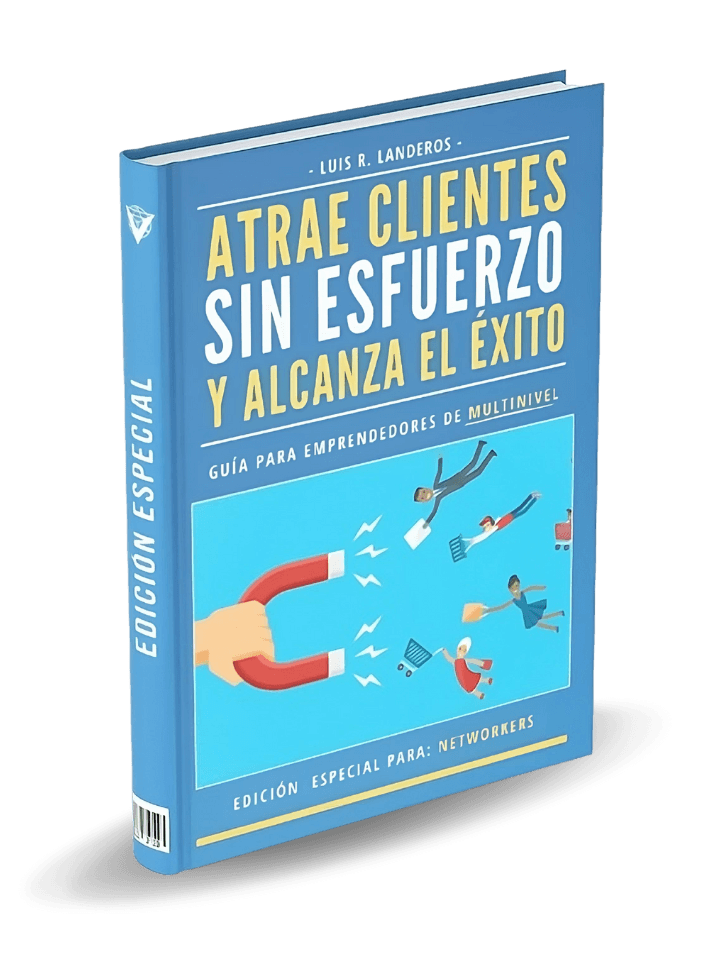 - LUIS R. LANDEROS -
ATRAE CLIENTES
SIN ESFUERZO
Y ALCANZA EL ÉXITO
GUÍA PARA EMPRENDEDORES DE MULTINIVEL
EDICIÓN ESPECIAL PARA: NETWORKERS
EDICIÓN ESPECIAL